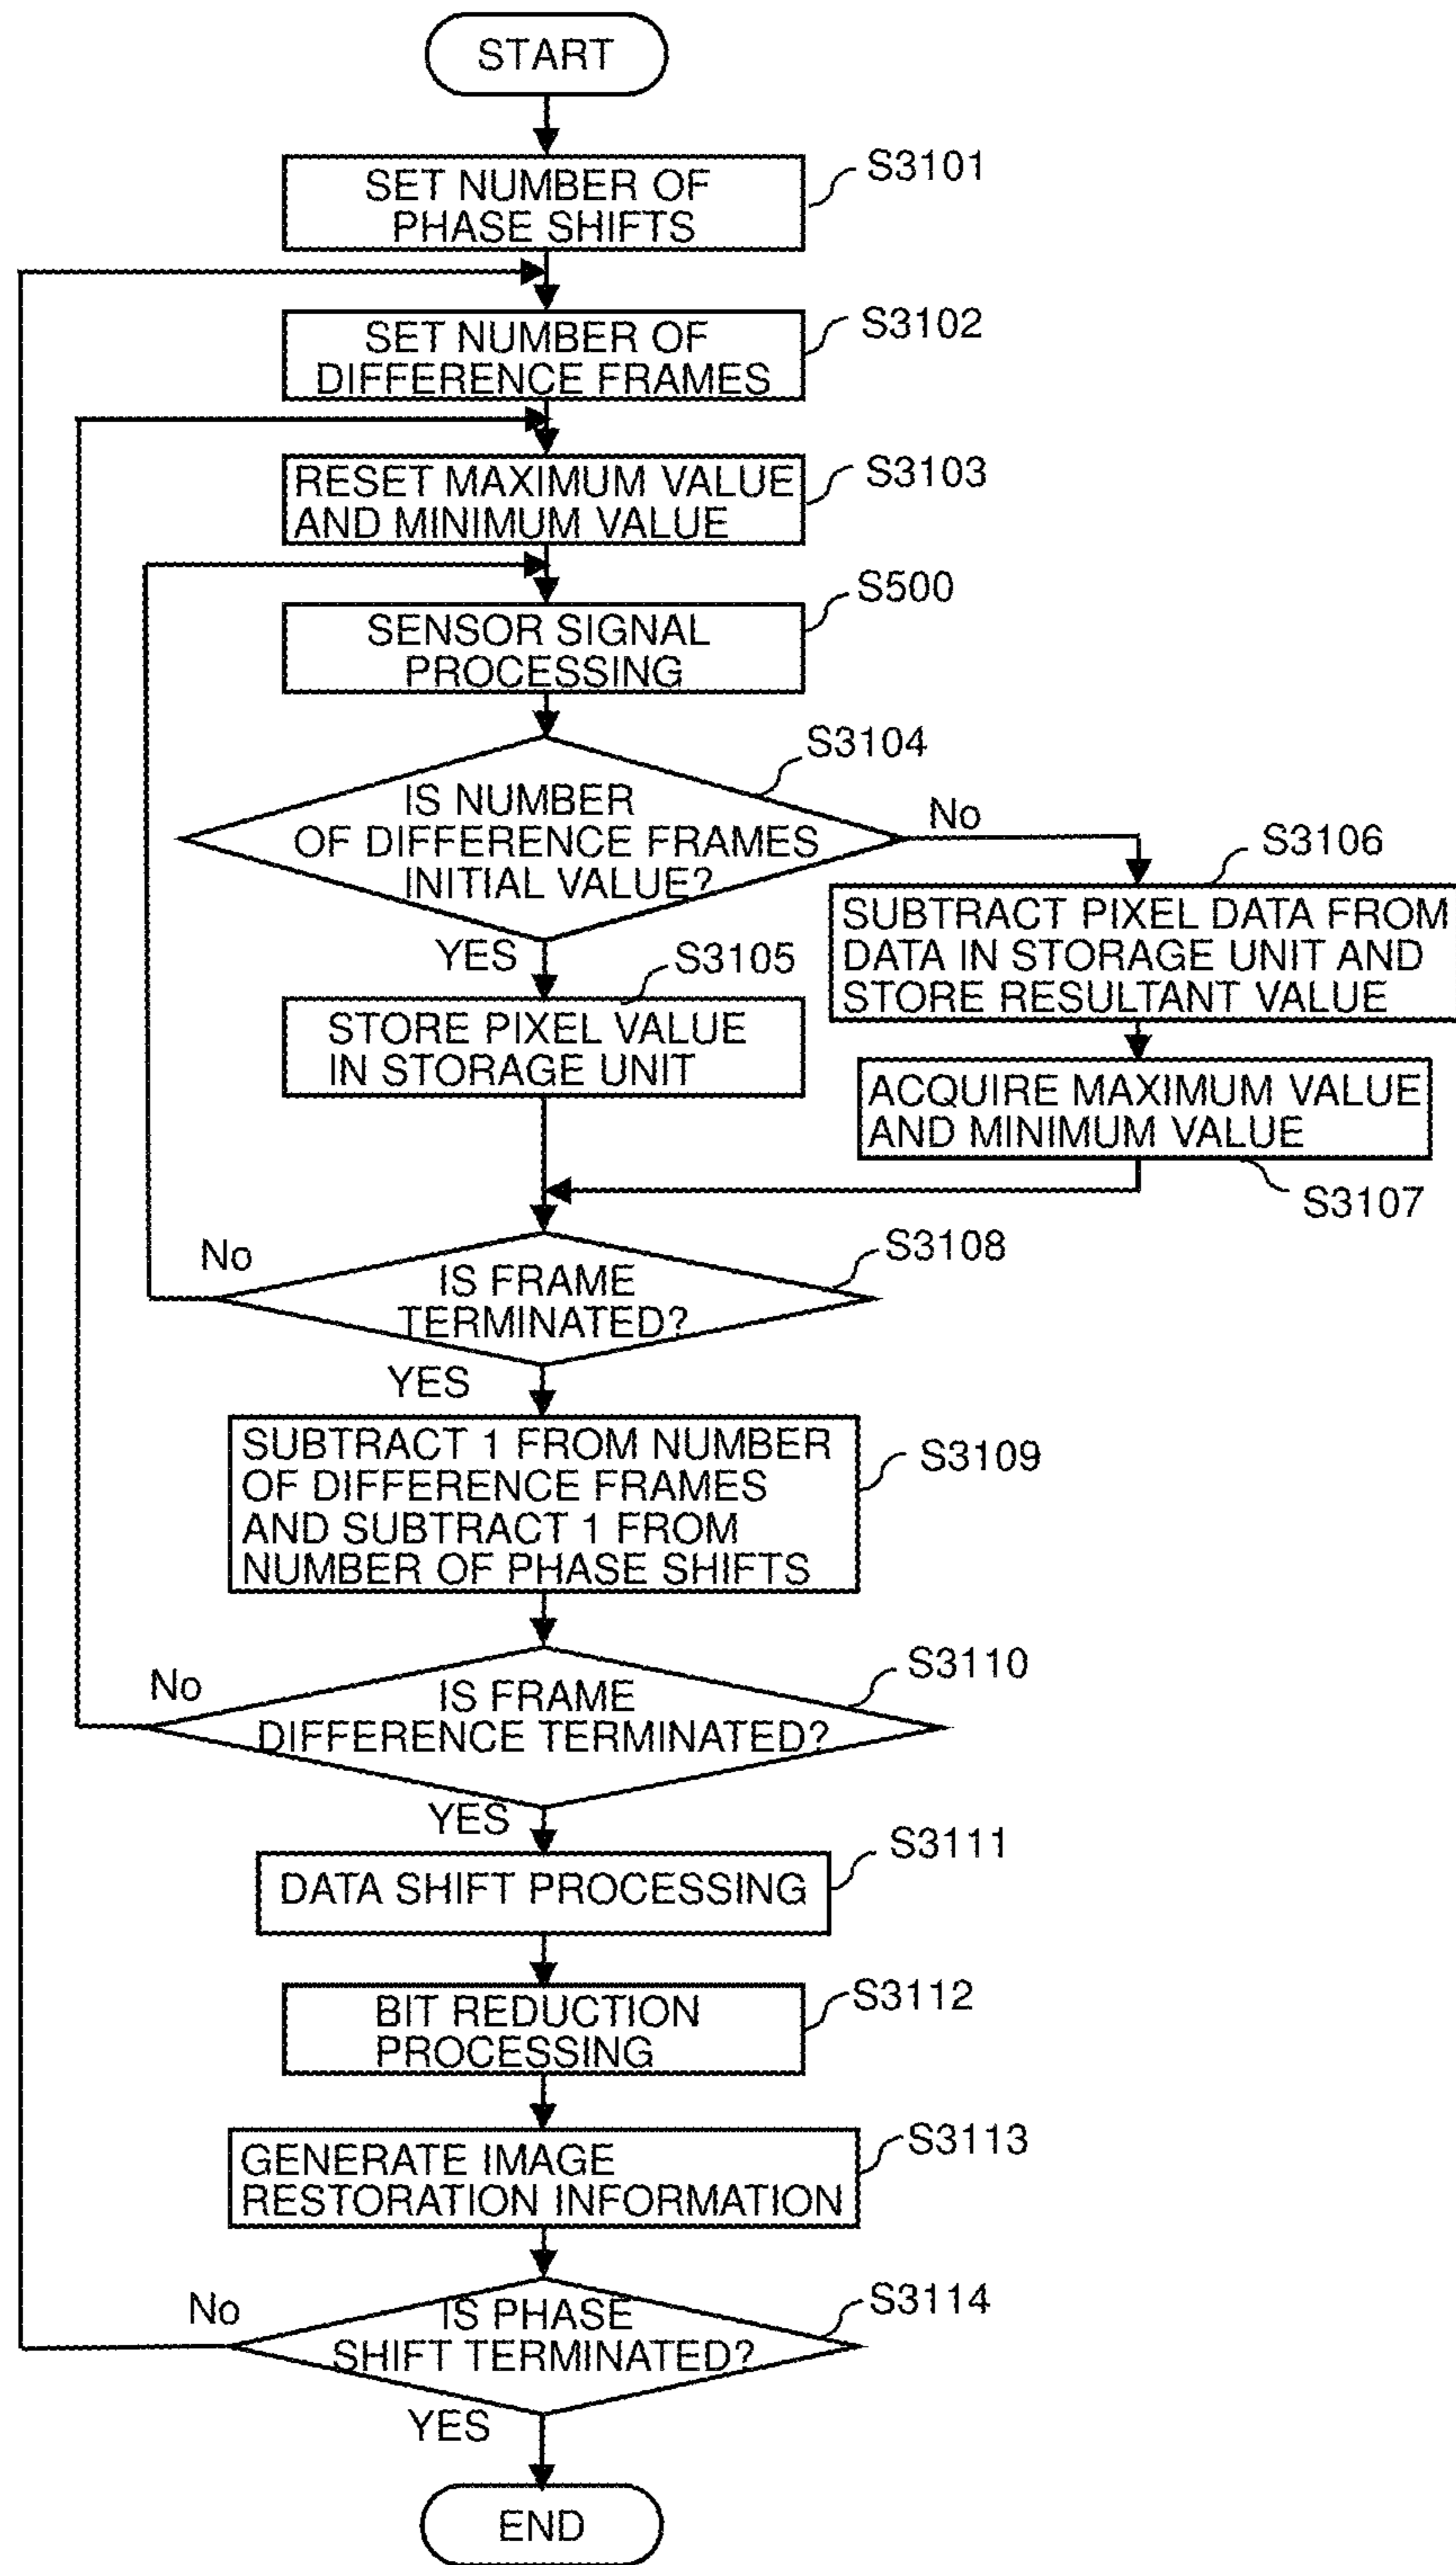 START
S3101
SET NUMBER OF
PHASE SHIFTS
S3102
SET NUMBER OF
DIFFERENCE FRAMES
S3103
RESET MAXIMUM VALUE
AND MINIMUM VALUE
S500
SENSOR SIGNAL
PROCESSING
S3104
IS NUMBER
OF DIFFERENCE FRAMES
INITIAL VALUE?
No
YES
S3106
SUBTRACT PIXEL DATA FROM
DATA IN STORAGE UNIT AND
STORE RESULTANT VALUE
S3105
STORE PIXEL VALUE
IN STORAGE UNIT
ACQUIRE MAXIMUM VALUE
AND MINIMUM VALUE
S3107
No
S3108
IS FRAME
TERMINATED?
YES
SUBTRACT 1 FROM NUMBER
OF DIFFERENCE FRAMES
AND SUBTRACT 1 FROM
NUMBER OF PHASE SHIFTS
S3109
No
S3110
IS FRAME
DIFFERENCE TERMINATED?
YES
S3111
DATA SHIFT PROCESSING
S3112
BIT REDUCTION
PROCESSING
S3113
GENERATE IMAGE
RESTORATION INFORMATION
No
S3114
IS PHASE
SHIFT TERMINATED?
YES
END